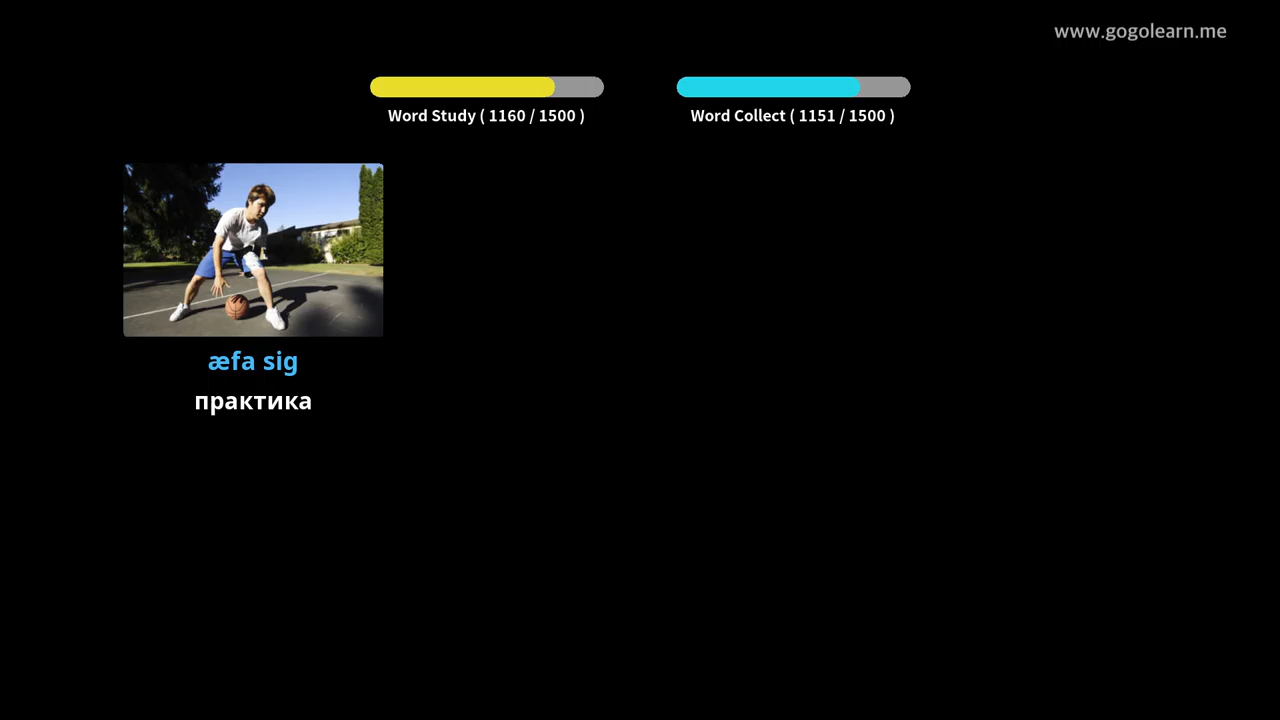 www.gogolearn.me
Word Study ( 1160 / 1500 )
Word Collect ( 1151 / 1500 )
æfa sig
практика